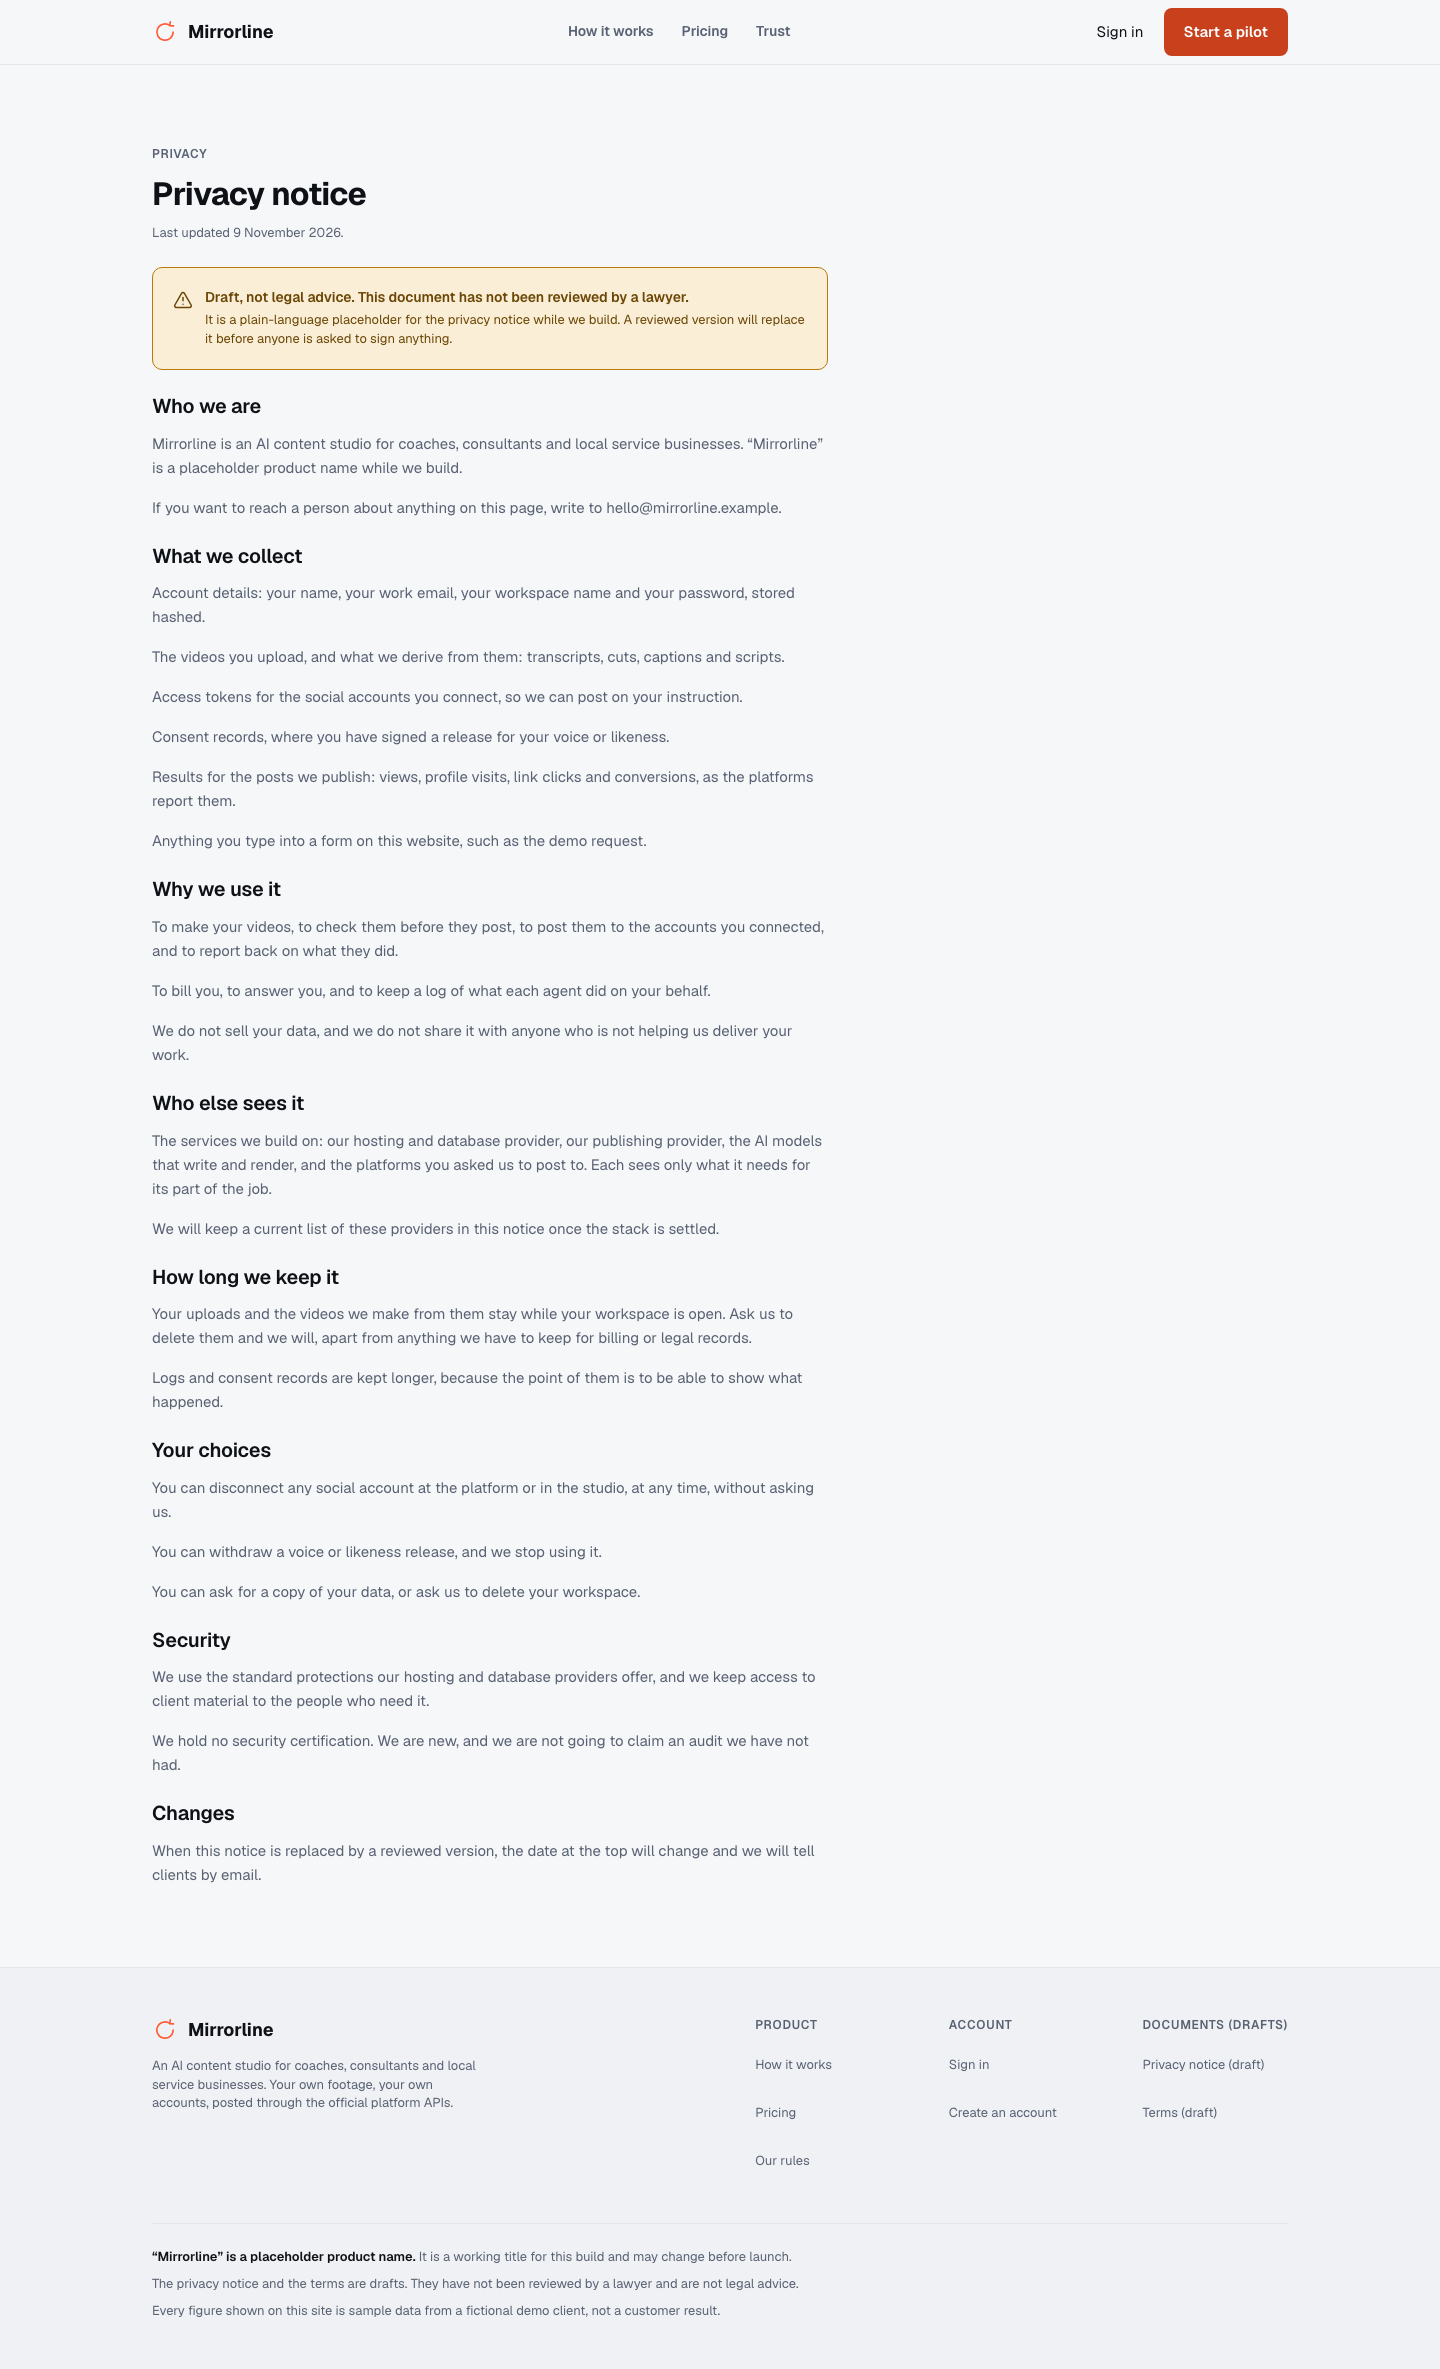 Mirrorline
How it works
Pricing
Trust
Sign in
Start a pilot
PRIVACY
Privacy notice
Last updated 9 November 2026.
Draft, not legal advice. This document has not been reviewed by a lawyer.
It is a plain-language placeholder for the privacy notice while we build. A reviewed version will replace
it before anyone is asked to sign anything.
Who we are
Mirrorline is an AI content studio for coaches, consultants and local service businesses. “Mirrorline”
is a placeholder product name while we build.
If you want to reach a person about anything on this page, write to hello@mirrorline.example.
What we collect
Account details: your name, your work email, your workspace name and your password, stored
hashed.
The videos you upload, and what we derive from them: transcripts, cuts, captions and scripts.
Access tokens for the social accounts you connect, so we can post on your instruction.
Consent records, where you have signed a release for your voice or likeness.
Results for the posts we publish: views, profile visits, link clicks and conversions, as the platforms
report them.
Anything you type into a form on this website, such as the demo request.
Why we use it
To make your videos, to check them before they post, to post them to the accounts you connected,
and to report back on what they did.
To bill you, to answer you, and to keep a log of what each agent did on your behalf.
We do not sell your data, and we do not share it with anyone who is not helping us deliver your
work.
Who else sees it
The services we build on: our hosting and database provider, our publishing provider, the AI models
that write and render, and the platforms you asked us to post to. Each sees only what it needs for
its part of the job.
We will keep a current list of these providers in this notice once the stack is settled.
How long we keep it
Your uploads and the videos we make from them stay while your workspace is open. Ask us to
delete them and we will, apart from anything we have to keep for billing or legal records.
Logs and consent records are kept longer, because the point of them is to be able to show what
happened.
Your choices
You can disconnect any social account at the platform or in the studio, at any time, without asking
us.
You can withdraw a voice or likeness release, and we stop using it.
You can ask for a copy of your data, or ask us to delete your workspace.
Security
We use the standard protections our hosting and database providers offer, and we keep access to
client material to the people who need it.
We hold no security certification. We are new, and we are not going to claim an audit we have not
had.
Changes
When this notice is replaced by a reviewed version, the date at the top will change and we will tell
clients by email.
Mirrorline
An AI content studio for coaches, consultants and local
service businesses. Your own footage, your own
accounts, posted through the official platform APIs.
PRODUCT
How it works
Pricing
Our rules
ACCOUNT
Sign in
Create an account
DOCUMENTS (DRAFTS)
Privacy notice (draft)
Terms (draft)
“Mirrorline” is a placeholder product name. It is a working title for this build and may change before launch.
The privacy notice and the terms are drafts. They have not been reviewed by a lawyer and are not legal advice.
Every figure shown on this site is sample data from a fictional demo client, not a customer result.